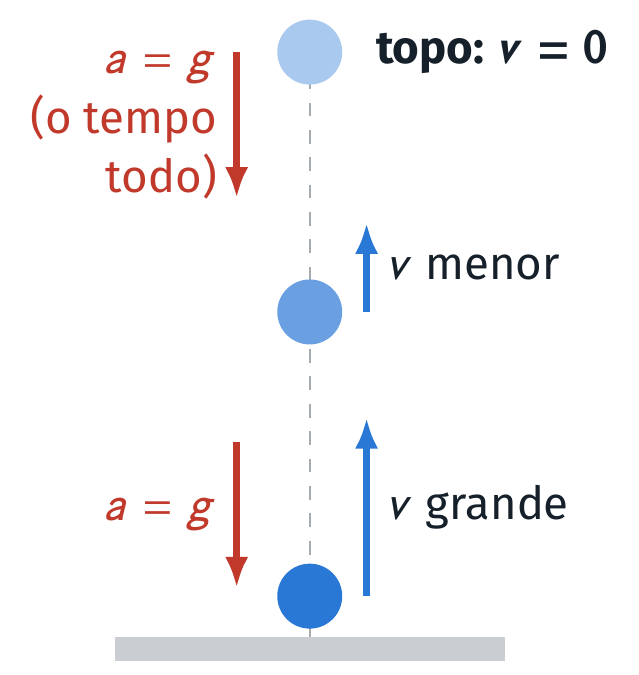 a = g
(o tempo
todo)
topo: v = 0
v menor
a = g
v grande